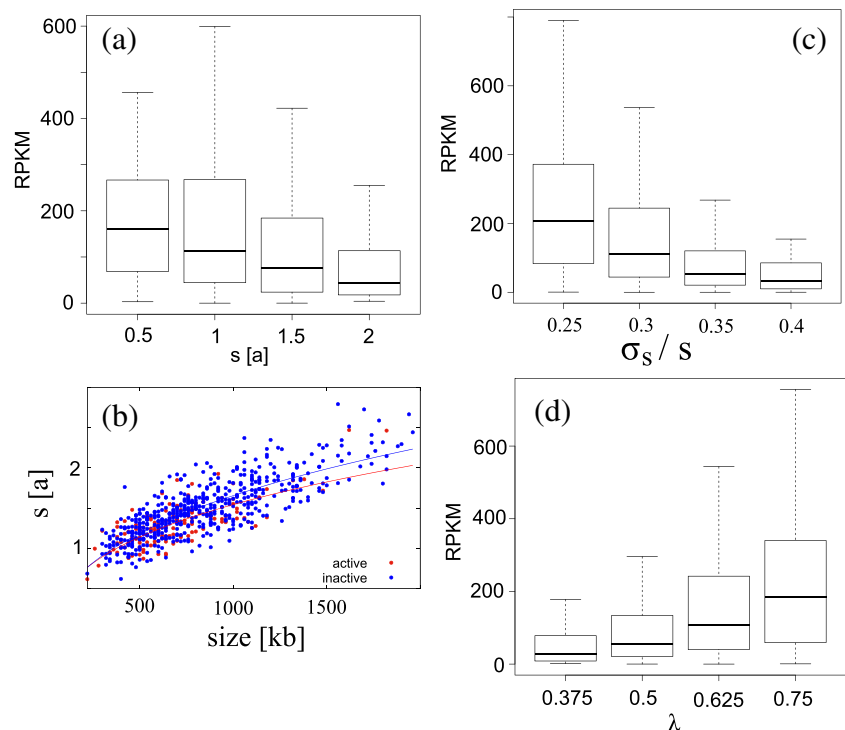 (a)
RPKM
600
400
200
0
0.5 1 1.5 2
s [a]
(c)
RPKM
800
600
400
200
0
0.25 0.3 0.35 0.4
σs / s
(b)
s [a]
2
1
active
inactive
500 1000 1500
size [kb]
(d)
RPKM
600
400
200
0
0.375 0.5 0.625 0.75
λ